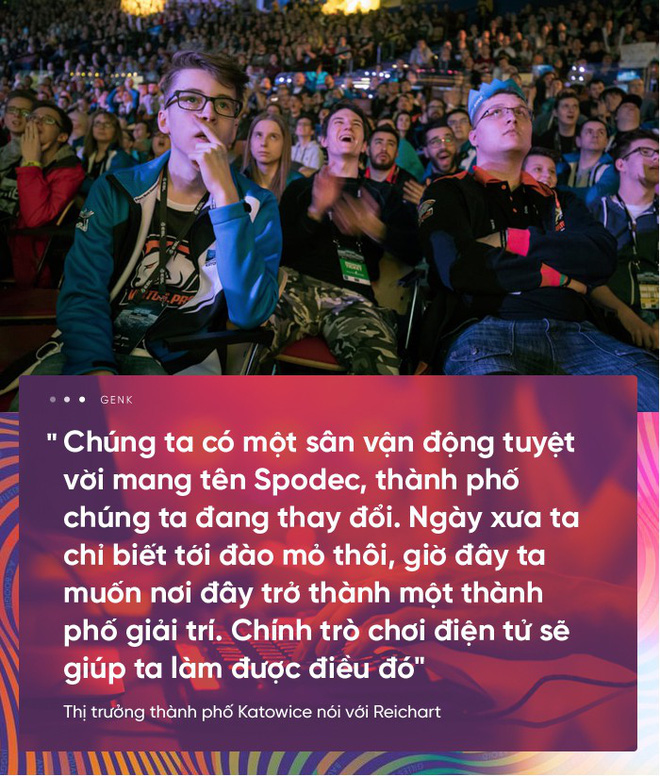 VIRTUS.PRO
GENK
" Chúng ta có một sân vận động tuyệt
vời mang tên Spodec, thành phố
chúng ta đang thay đổi. Ngày xưa ta
chỉ biết tới đào mỏ thôi, giờ đây ta
muốn nơi đây trở thành một thành
phố giải trí. Chính trò chơi điện tử sẽ
giúp ta làm được điều đó"
Thị trưởng thành phố Katowice nói với Reichart